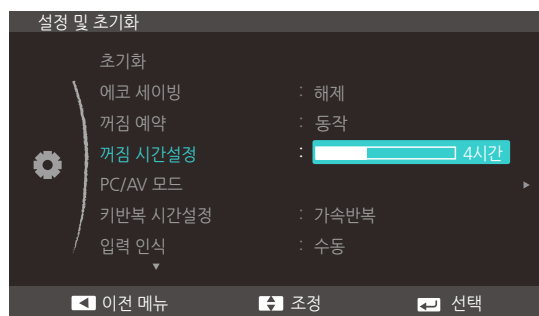 설정 및 초기화
초기화
에코 세이빙 : 해제
꺼짐 예약 : 동작
꺼짐 시간설정 : 4시간
PC/AV 모드
키반복 시간설정 : 가속반복
입력 인식 : 수동
이전 메뉴 조정 선택